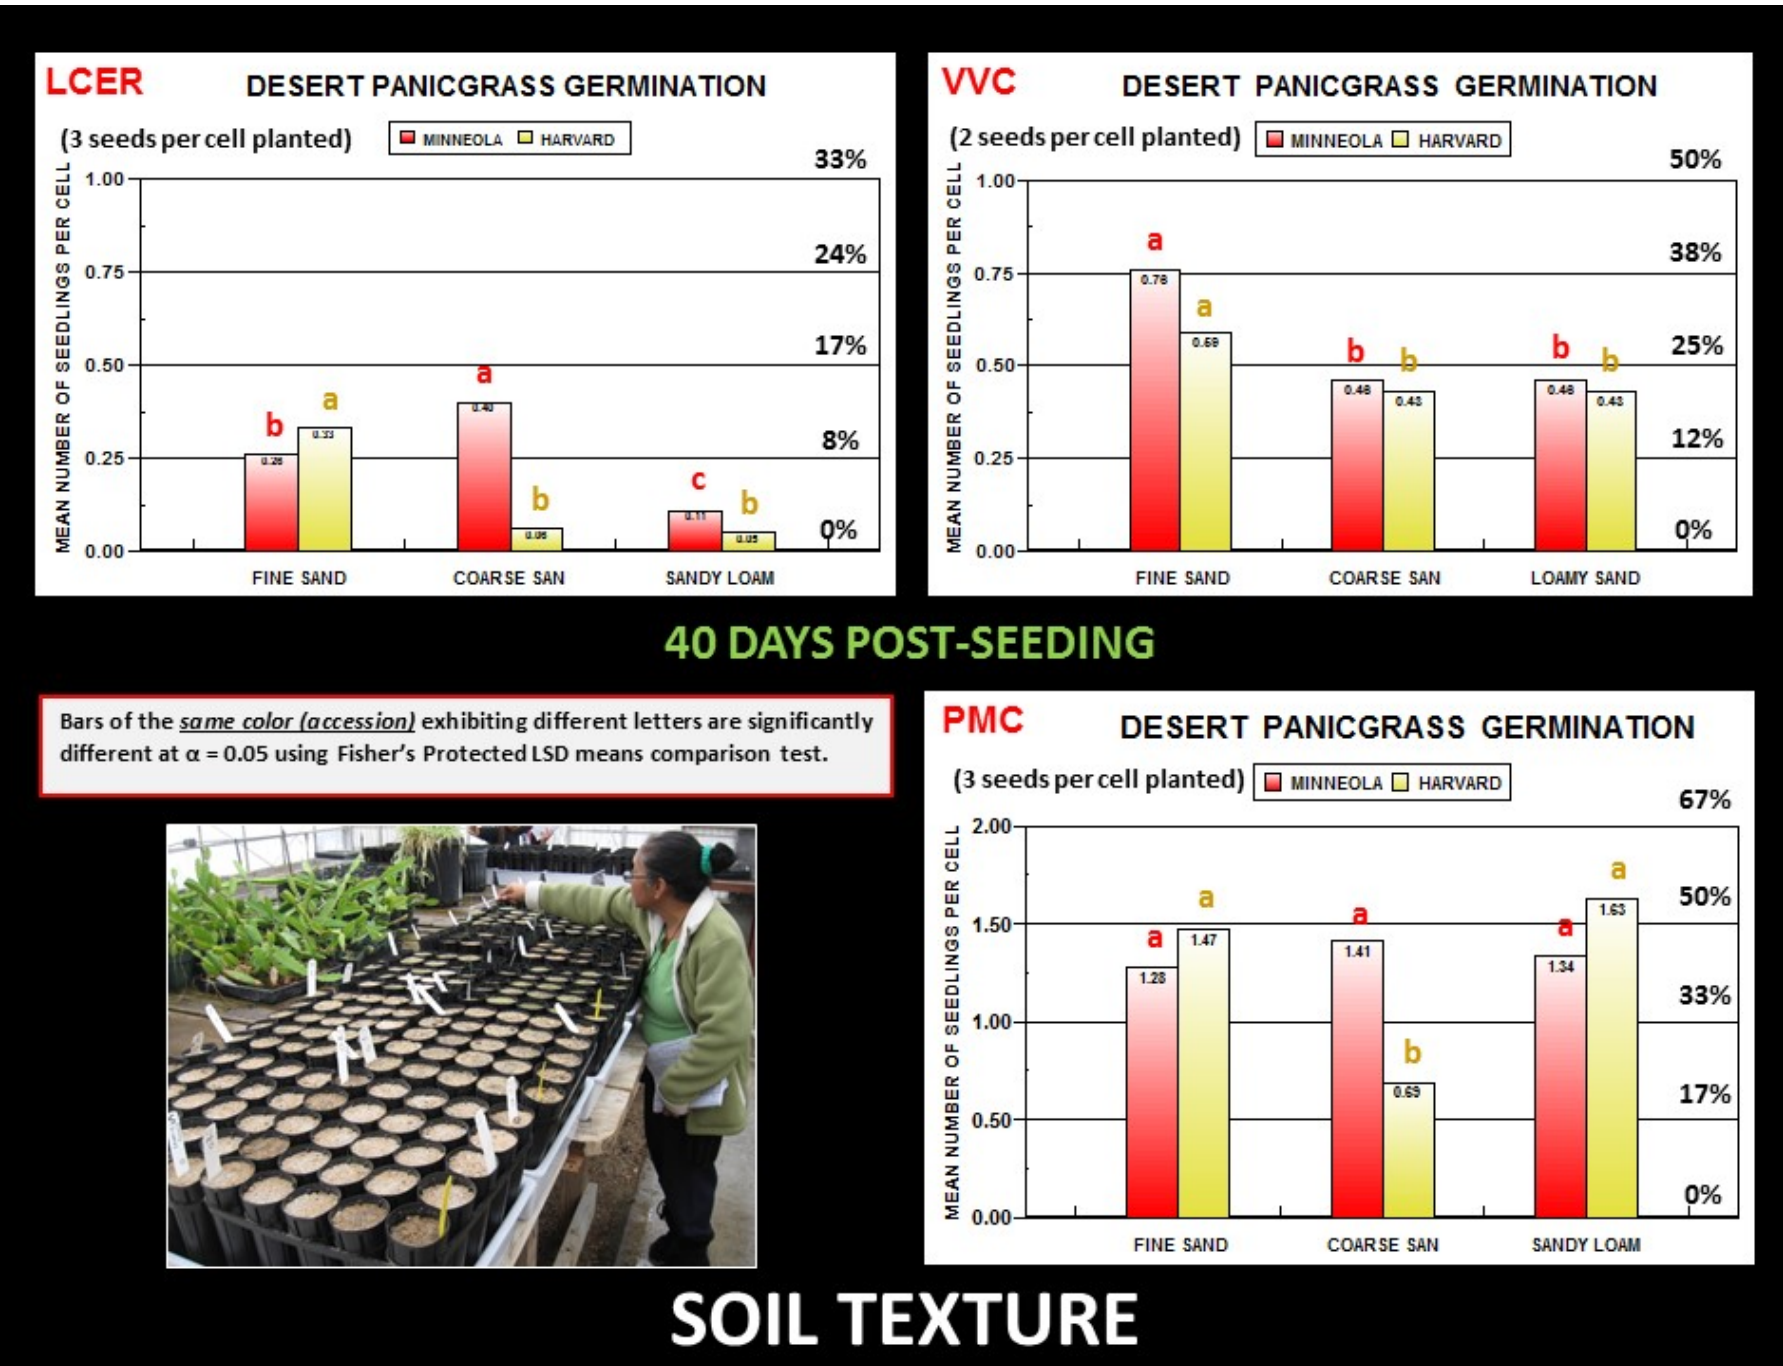 LCER
DESERT PANICGRASS GERMINATION
(3 seeds per cell planted)
MINNEOLA HARVARD
MEAN NUMBER OF SEEDLINGS PER CELL
33%
1.00
24%
0.75
17%
0.50
8%
0.25
0%
0.00
b
a
a
b
c
b
0.26
0.33
0.40
0.06
0.11
0.05
FINE SAND
COARSE SAN
SANDY LOAM
VVC
DESERT PANICGRASS GERMINATION
(2 seeds per cell planted)
MINNEOLA HARVARD
MEAN NUMBER OF SEEDLINGS PER CELL
50%
1.00
38%
0.75
25%
0.50
12%
0.25
0%
0.00
a
a
b
b
b
b
0.76
0.59
0.46
0.43
0.46
0.43
FINE SAND
COARSE SAN
LOAMY SAND
40 DAYS POST-SEEDING
Bars of the same color (accession) exhibiting different letters are significantly
different at α = 0.05 using Fisher’s Protected LSD means comparison test.
PMC
DESERT PANICGRASS GERMINATION
(3 seeds per cell planted)
MINNEOLA HARVARD
MEAN NUMBER OF SEEDLINGS PER CELL
67%
2.00
50%
1.50
33%
1.00
17%
0.50
0%
0.00
a
a
a
b
a
a
1.28
1.47
1.41
0.69
1.34
1.63
FINE SAND
COARSE SAN
SANDY LOAM
SOIL TEXTURE